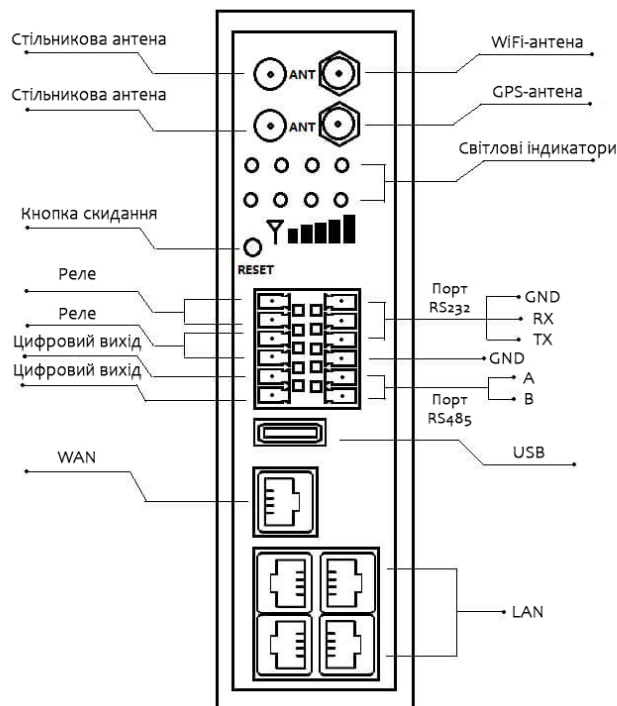 Стільникова антена
WiFi-антена
ANT
Стільникова антена
GPS-антена
ANT
Світлові індикатори
Кнопка скидання
RESET
Реле
Порт
RS232
GND
RX
TX
Реле
Цифровий вихід
GND
Цифровий вихід
A
B
Порт
RS485
USB
WAN
LAN